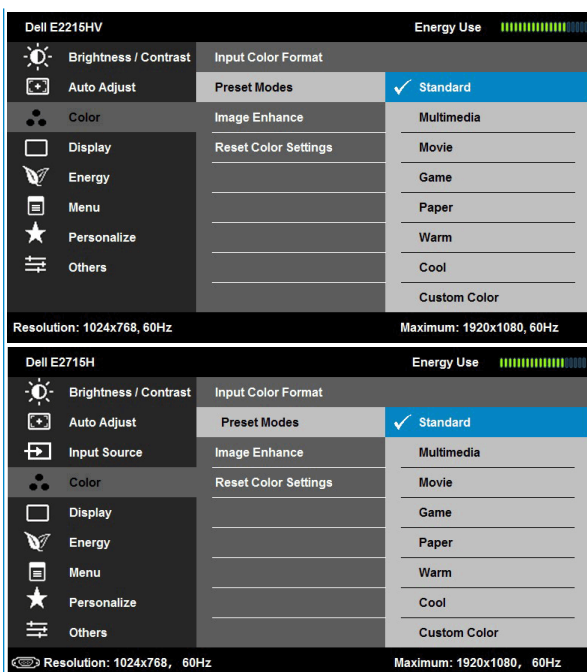 Dell E2215HV Energy Use
Brightness / Contrast Input Color Format
Auto Adjust Preset Modes Standard
Color Image Enhance Multimedia
Display Reset Color Settings Movie
Energy Game
Menu Paper
Personalize Warm
Others Cool
Custom Color
Resolution: 1024x768, 60Hz Maximum: 1920x1080, 60Hz
Dell E2715H Energy Use
Brightness / Contrast Input Color Format
Auto Adjust Preset Modes Standard
Input Source Image Enhance Multimedia
Color Reset Color Settings Movie
Display Game
Energy Paper
Menu Warm
Personalize Cool
Others Custom Color
Resolution: 1024x768, 60Hz Maximum: 1920x1080, 60Hz